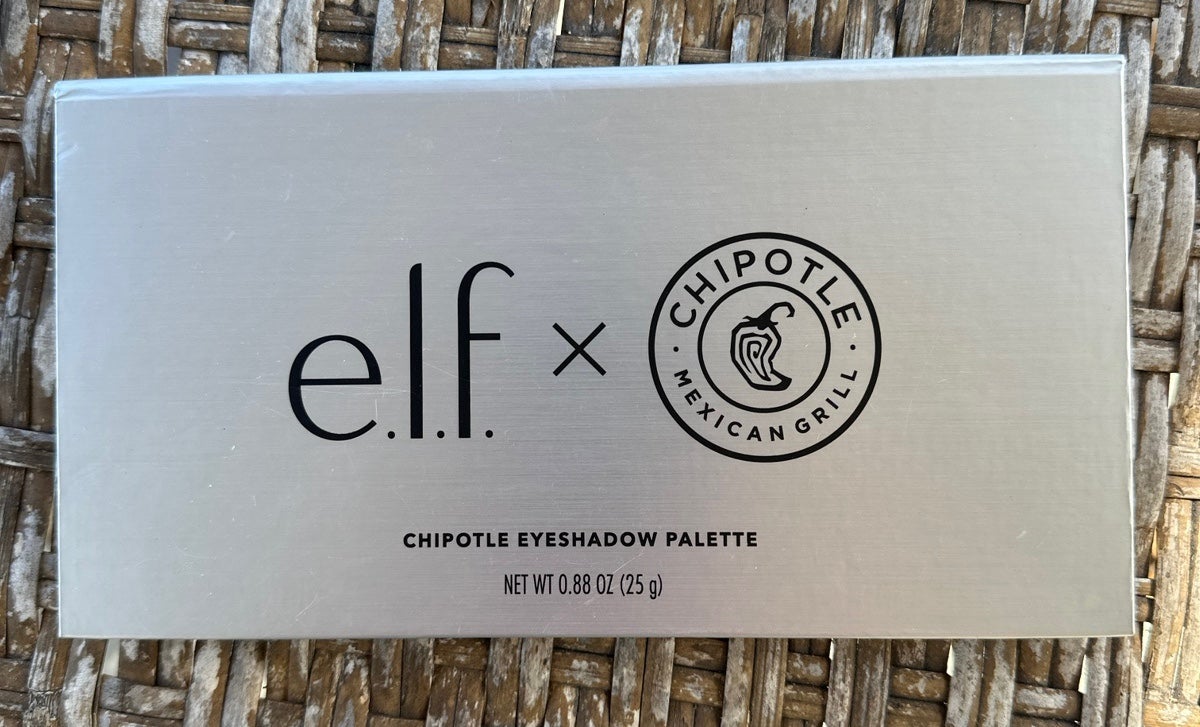 e.l.f. × CHIPOTLE
· MEXICAN GRILL ·
CHIPOTLE EYESHADOW PALETTE
NET WT 0.88 OZ (25 g)